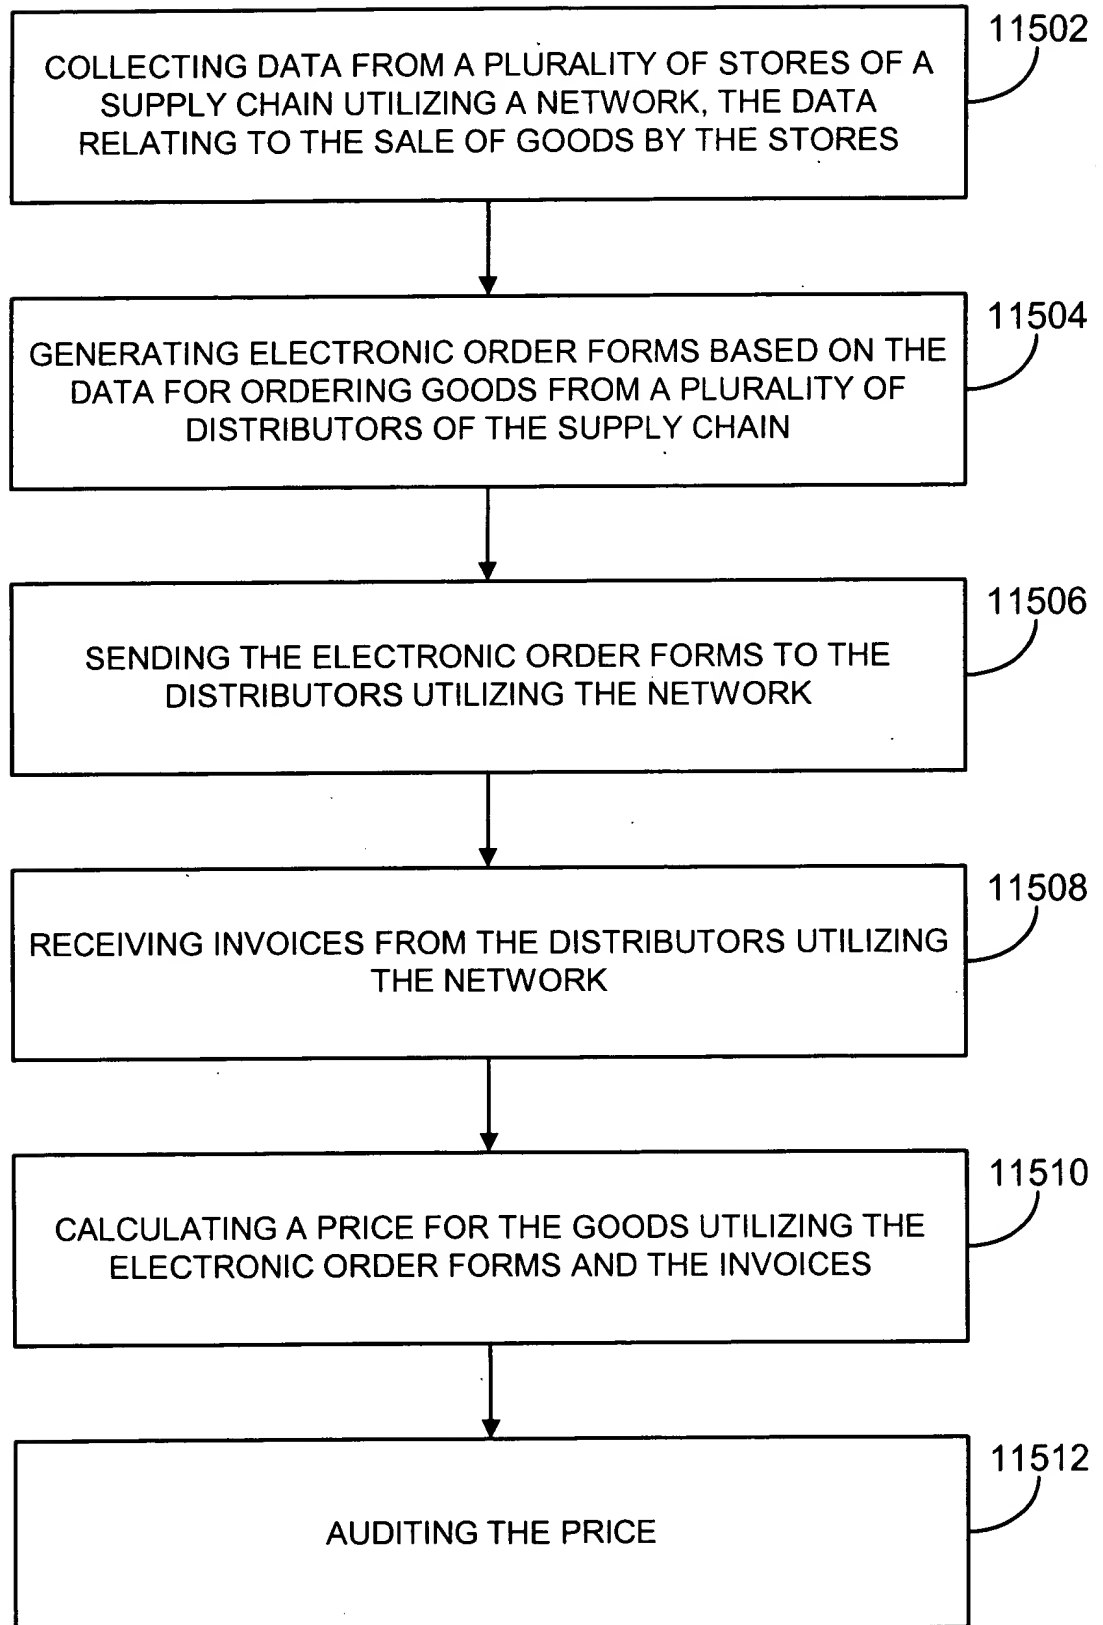 11502
COLLECTING DATA FROM A PLURALITY OF STORES OF A
SUPPLY CHAIN UTILIZING A NETWORK, THE DATA
RELATING TO THE SALE OF GOODS BY THE STORES
11504
GENERATING ELECTRONIC ORDER FORMS BASED ON THE
DATA FOR ORDERING GOODS FROM A PLURALITY OF
DISTRIBUTORS OF THE SUPPLY CHAIN
11506
SENDING THE ELECTRONIC ORDER FORMS TO THE
DISTRIBUTORS UTILIZING THE NETWORK
11508
RECEIVING INVOICES FROM THE DISTRIBUTORS UTILIZING
THE NETWORK
11510
CALCULATING A PRICE FOR THE GOODS UTILIZING THE
ELECTRONIC ORDER FORMS AND THE INVOICES
11512
AUDITING THE PRICE